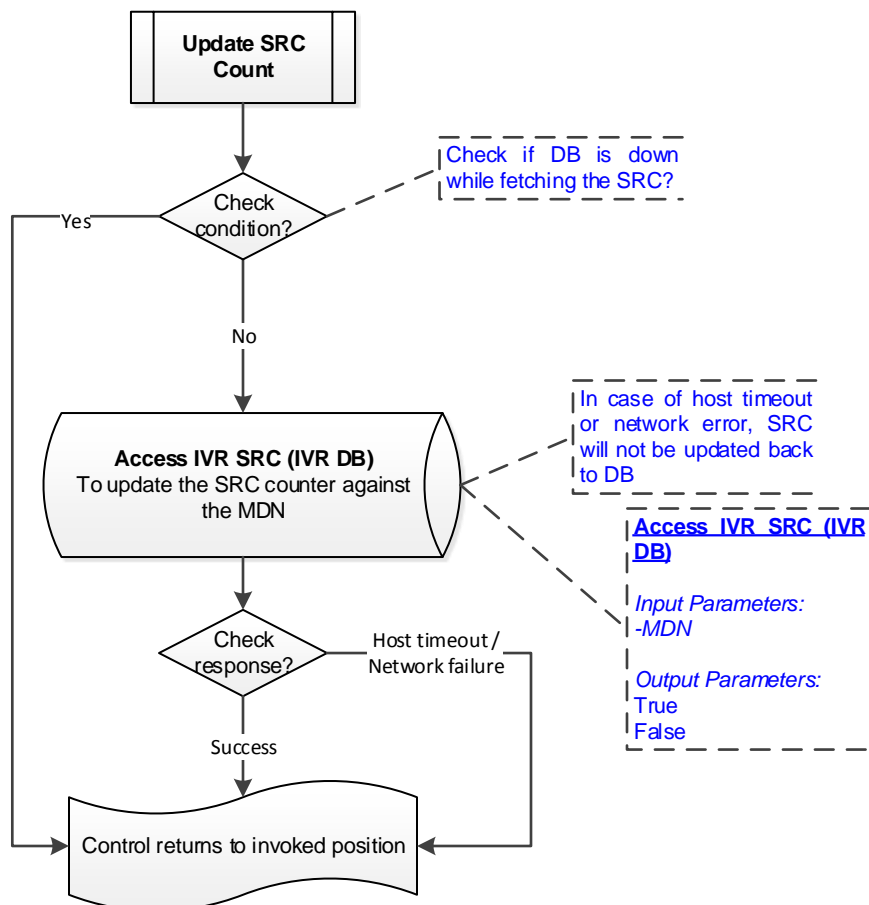 Update SRC
Count
Check if DB is down
while fetching the SRC?
Check
condition?
Yes
No
In case of host timeout
or network error, SRC
will not be updated back
to DB
Access IVR SRC (IVR DB)
To update the SRC counter against
the MDN
Access IVR SRC (IVR
DB)
Input Parameters:
-MDN
Output Parameters:
True
False
Check
response?
Host timeout /
Network failure
Success
Control returns to invoked position